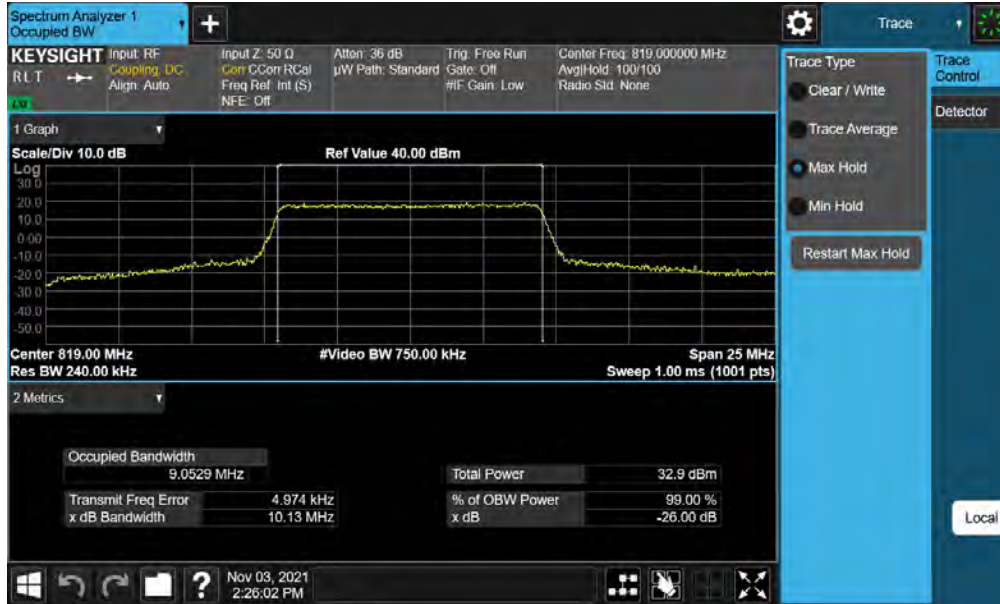 Spectrum Analyzer 1
Occupied BW
+
Trace
KEYSIGHT
R L T
Input: RF
Coupling: DC
Align: Auto
Input Z: 50 Ω
Corr CCorr RCal
Freq Ref: Int (S)
NFE: Off
Atten: 36 dB
µW Path: Standard
Trig: Free Run
Gate: Off
#IF Gain: Low
Center Freq: 819.000000 MHz
Avg|Hold: 100/100
Radio Std: None
1 Graph
Scale/Div 10.0 dB
Ref Value 40.00 dBm
Log
30.0
20.0
10.0
0.00
-10.0
-20.0
-30.0
-40.0
-50.0
Center 819.00 MHz
#Video BW 750.00 kHz
Span 25 MHz
Res BW 240.00 kHz
Sweep 1.00 ms (1001 pts)
2 Metrics
Occupied Bandwidth
9.0529 MHz
Total Power 32.9 dBm
Transmit Freq Error 4.974 kHz
% of OBW Power 99.00 %
x dB Bandwidth 10.13 MHz
x dB -26.00 dB
Trace Type
Clear / Write
Trace Average
Max Hold
Min Hold
Restart Max Hold
Trace
Control
Detector
Local
?
Nov 03, 2021
2:26:02 PM